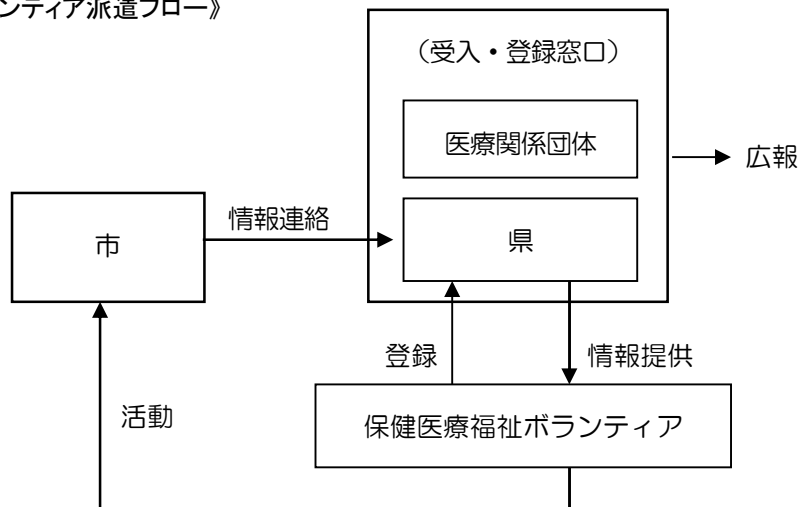 ンティア派遣フロー》
（受入・登録窓口）
医療関係団体
広報
情報連絡
市
県
登録
情報提供
活動
保健医療福祉ボランティア